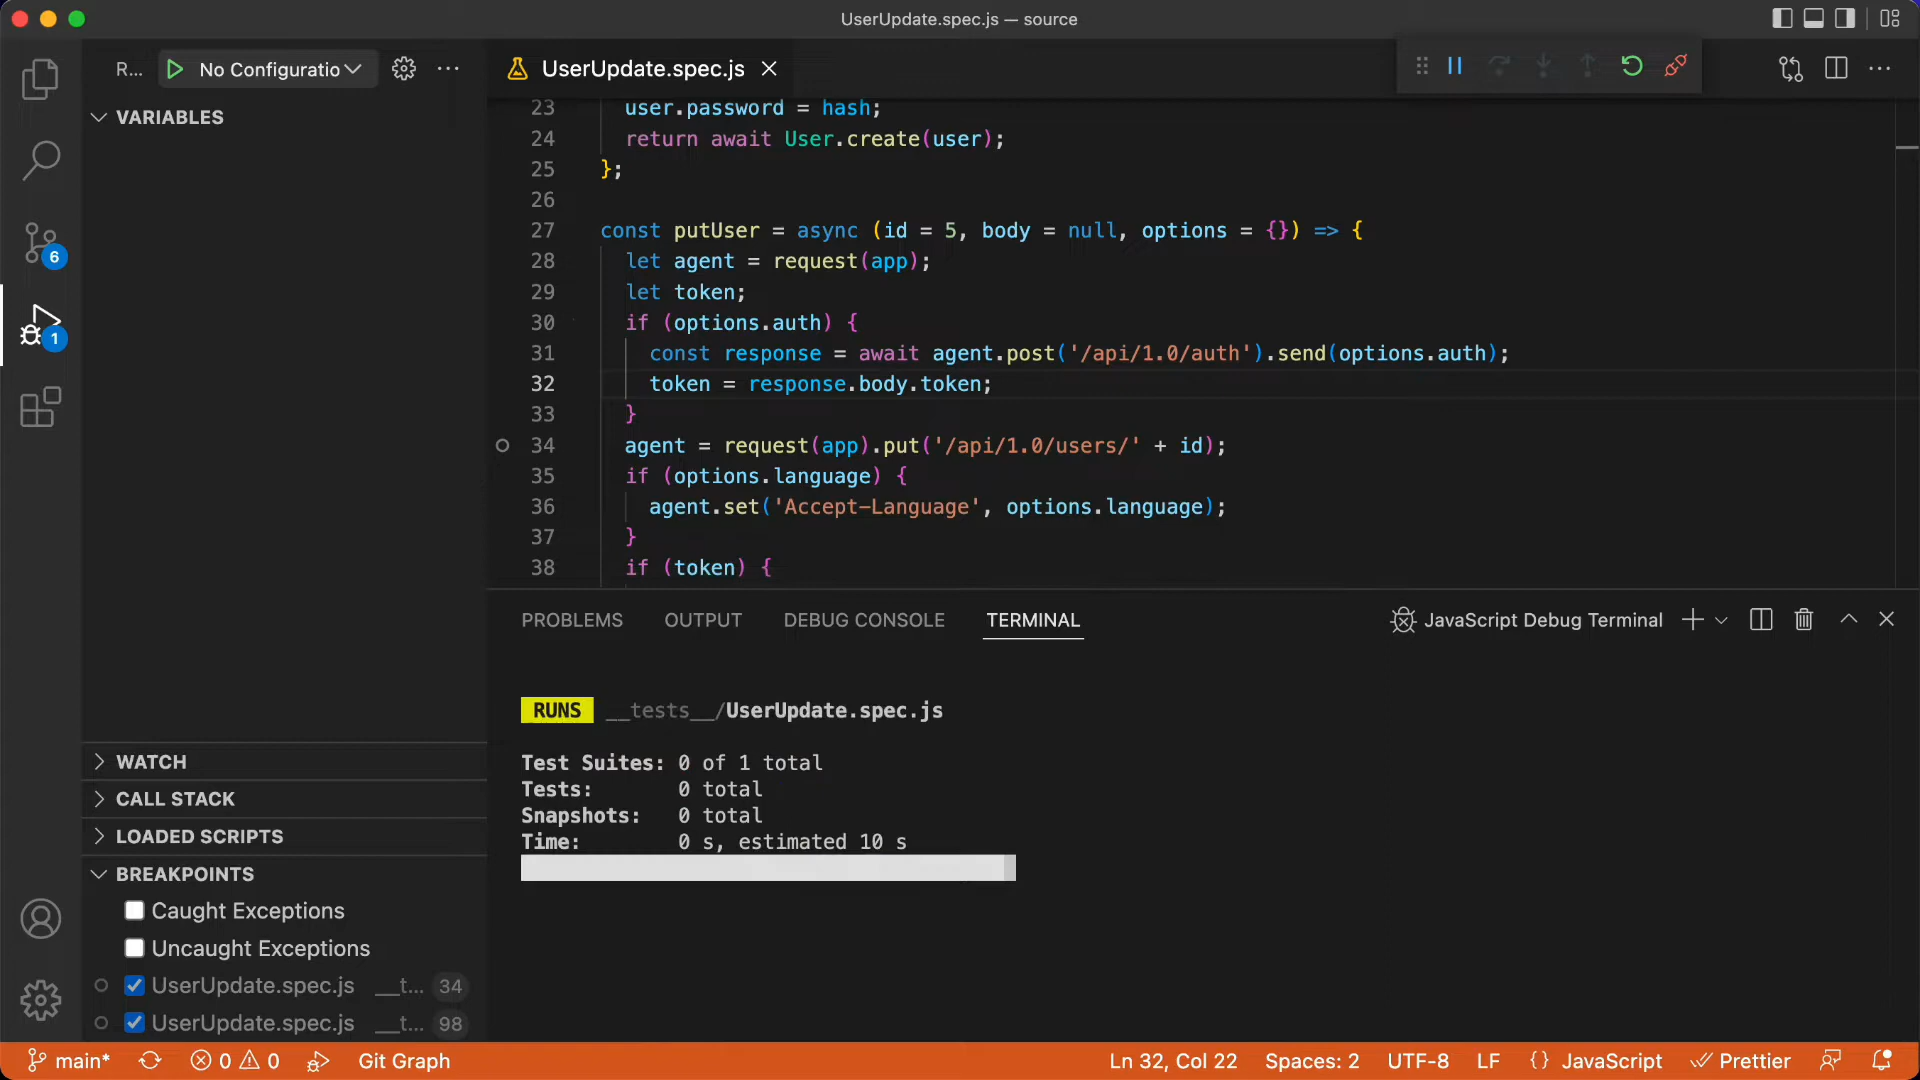 UserUpdate.spec.js — source
R... No Configuratio
UserUpdate.spec.js
VARIABLES
23 user.password = hash;
24 return await User.create(user);
25 };
26
27 const putUser = async (id = 5, body = null, options = {}) => {
28 let agent = request(app);
29 let token;
30 if (options.auth) {
31 const response = await agent.post('/api/1.0/auth').send(options.auth);
32 token = response.body.token;
33 }
34 agent = request(app).put('/api/1.0/users/' + id);
35 if (options.language) {
36 agent.set('Accept-Language', options.language);
37 }
38 if (token) {
6
1
PROBLEMS OUTPUT DEBUG CONSOLE TERMINAL JavaScript Debug Terminal
RUNS __tests__/UserUpdate.spec.js
Test Suites: 0 of 1 total
Tests: 0 total
Snapshots: 0 total
Time: 0 s, estimated 10 s
WATCH
CALL STACK
LOADED SCRIPTS
BREAKPOINTS
Caught Exceptions
Uncaught Exceptions
UserUpdate.spec.js __t... 34
UserUpdate.spec.js __t... 98
main* 0 0 Git Graph Ln 32, Col 22 Spaces: 2 UTF-8 LF {} JavaScript Prettier